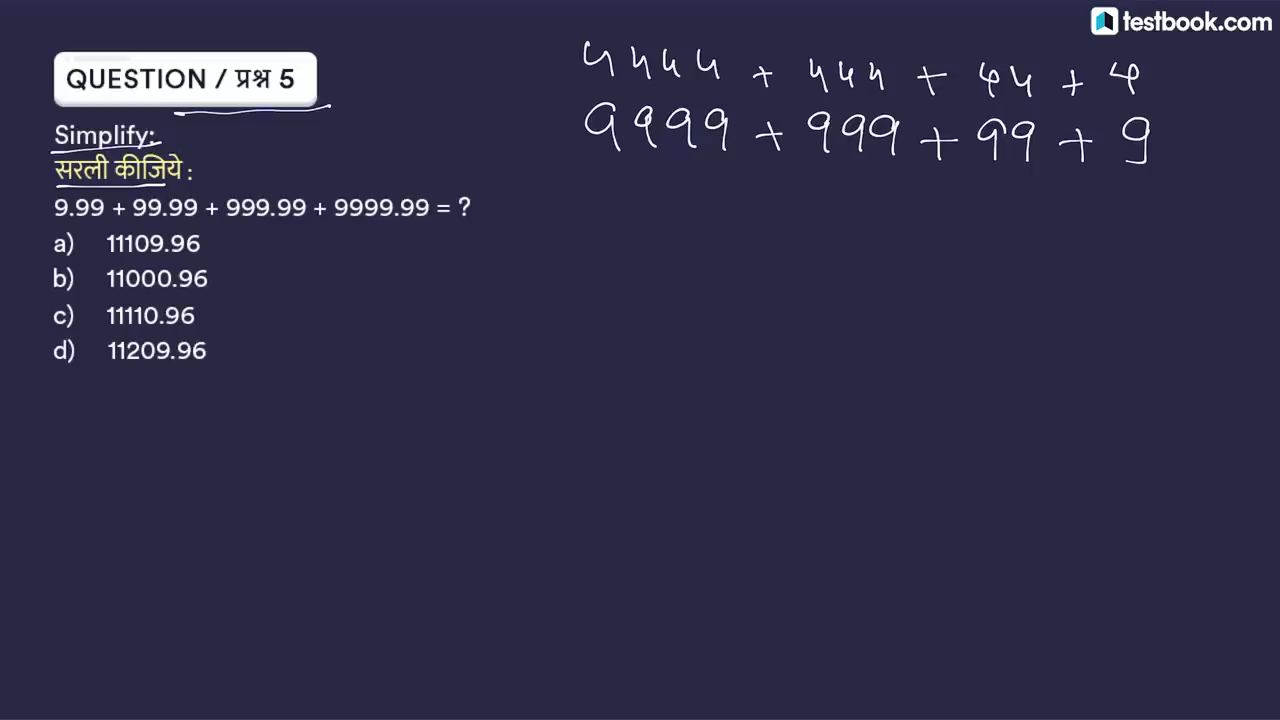 testbook.com
QUESTION / प्रश्न 5
Simplify:
सरली कीजिये :
9.99 + 99.99 + 999.99 + 9999.99 = ?
a) 11109.96
b) 11000.96
c) 11110.96
d) 11209.96
4444 + 444 + 44 + 4
9999 + 999 + 99 + 9